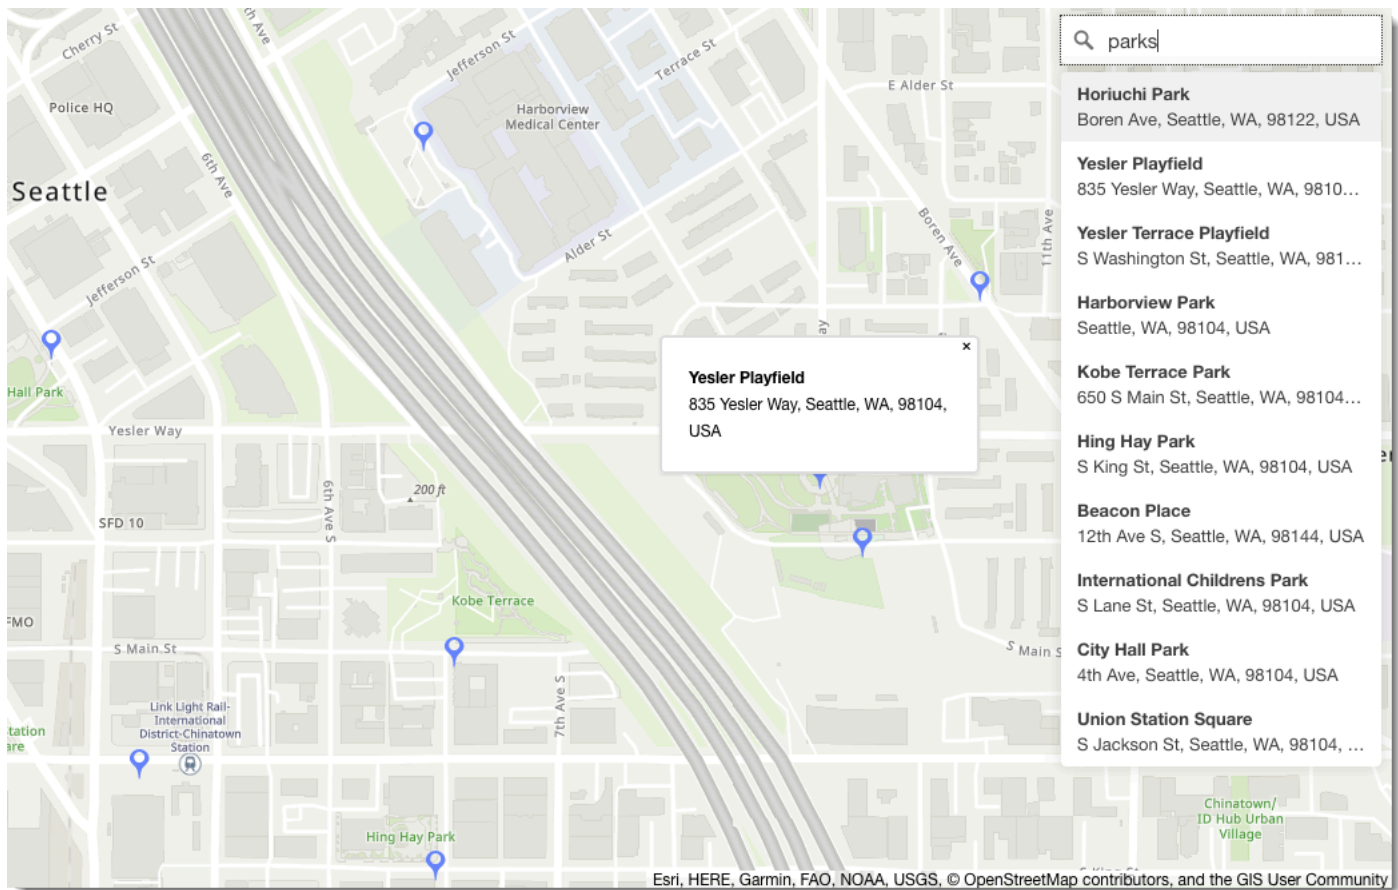 Cherry St
7th Ave
Jefferson St
Terrace St
E Alder St
Police HQ
Harborview
Medical Center
6th Ave
Seattle
Boren Ave
11th Ave
Alder St
Jefferson St
Hall Park
Yesler Way
Yesler Playfield
835 Yesler Way, Seattle, WA, 98104,
USA
×
200 ft
6th Ave S
SFD 10
Kobe Terrace
FMO
S Main St
S Main S
Link Light Rail-
International
District-Chinatown
Station
7th Ave S
tation
are
Hing Hay Park
Chinatown/
ID Hub Urban
Village
S King St
parks
Horiuchi Park
Boren Ave, Seattle, WA, 98122, USA
Yesler Playfield
835 Yesler Way, Seattle, WA, 9810...
Yesler Terrace Playfield
S Washington St, Seattle, WA, 981...
Harborview Park
Seattle, WA, 98104, USA
Kobe Terrace Park
650 S Main St, Seattle, WA, 98104...
Hing Hay Park
S King St, Seattle, WA, 98104, USA
Beacon Place
12th Ave S, Seattle, WA, 98144, USA
International Childrens Park
S Lane St, Seattle, WA, 98104, USA
City Hall Park
4th Ave, Seattle, WA, 98104, USA
Union Station Square
S Jackson St, Seattle, WA, 98104, ...
Esri, HERE, Garmin, FAO, NOAA, USGS, © OpenStreetMap contributors, and the GIS User Community